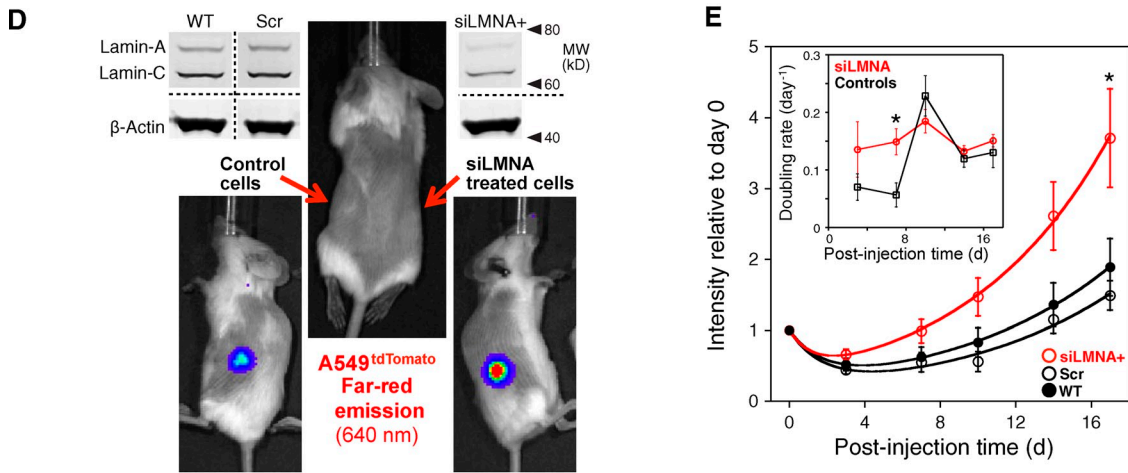 D
WT
Scr
siLMNA+
Lamin-A
Lamin-C
β-Actin
80
MW
(kD)
60
40
Control
cells
siLMNA
treated cells
A549tdTomato
Far-red
emission
(640 nm)
E
Intensity relative to day 0
5
4
3
2
1
0
0
4
8
12
16
Post-injection time (d)
*
siLMNA+
Scr
WT
Doubling rate (day-1)
0.3
0.2
0.1
0
0
8
16
Post-injection time (d)
siLMNA
Controls
*